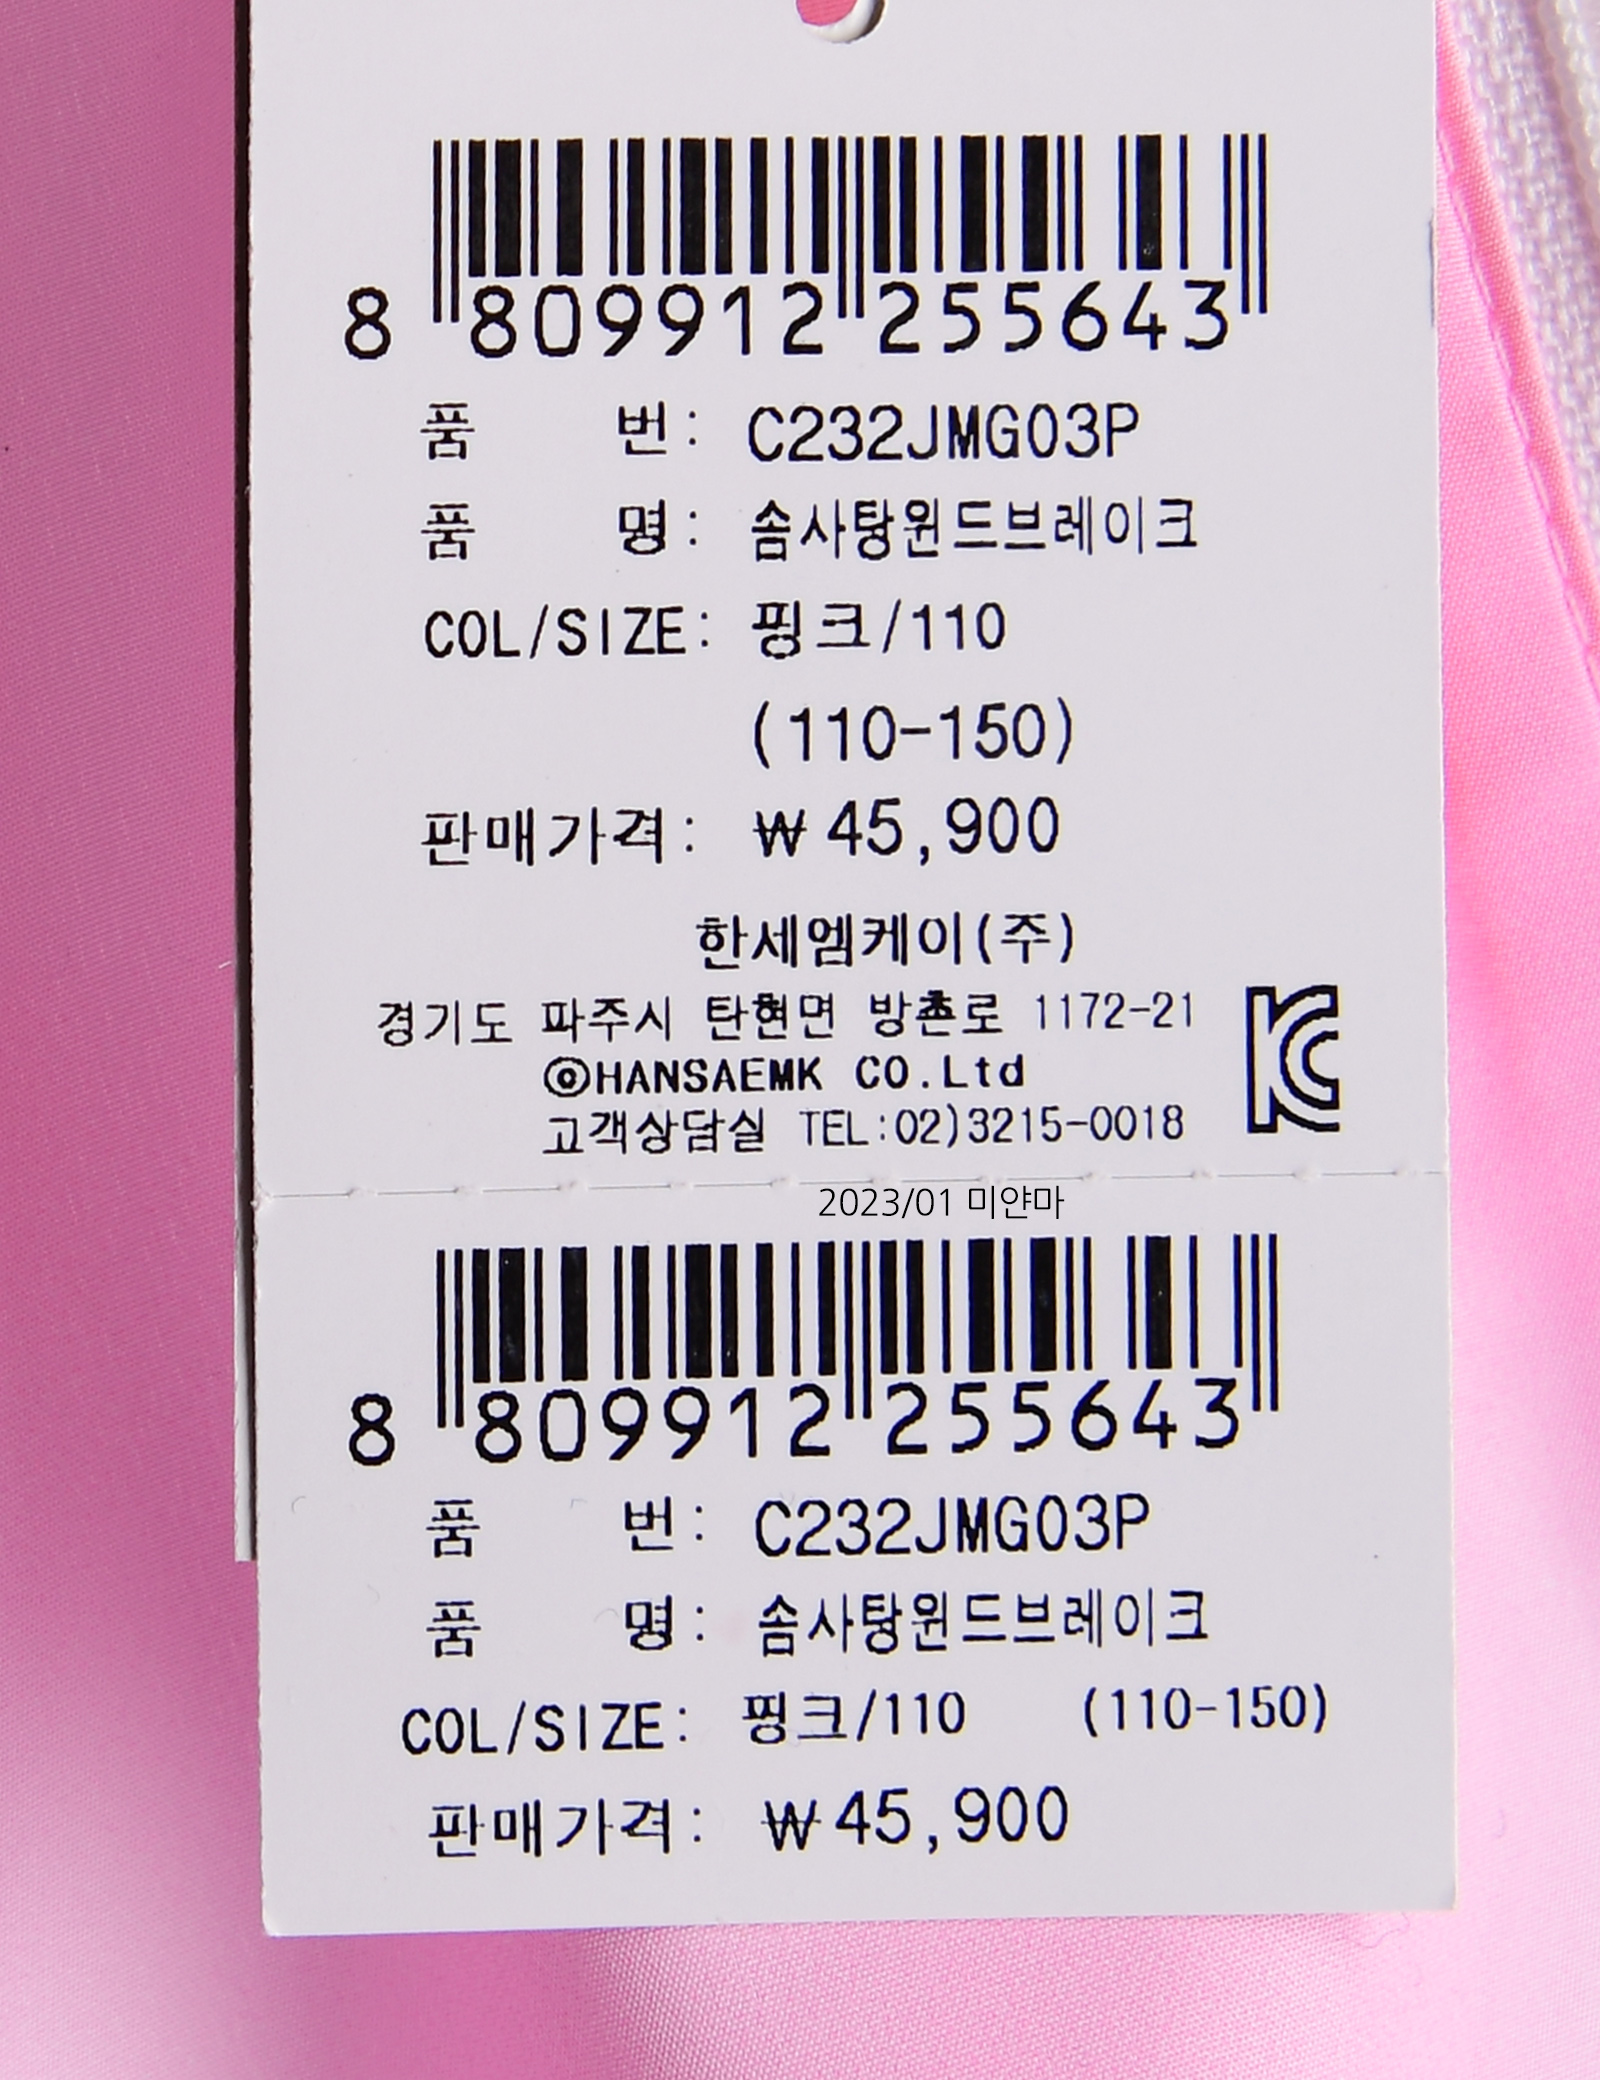 8 809912 255643
품 번: C232JMG03P
품 명: 솜사탕윈드브레이크
COL/SIZE: 핑크/110
(110-150)
판매가격: ₩45,900
한세엠케이(주)
경기도 파주시 탄현면 방촌로 1172-21
ⓒHANSAEMK CO.Ltd
고객상담실 TEL:02)3215-0018
KC
2023/01 미얀마
8 809912 255643
품 번: C232JMG03P
품 명: 솜사탕윈드브레이크
COL/SIZE: 핑크/110 (110-150)
판매가격: ₩45,900